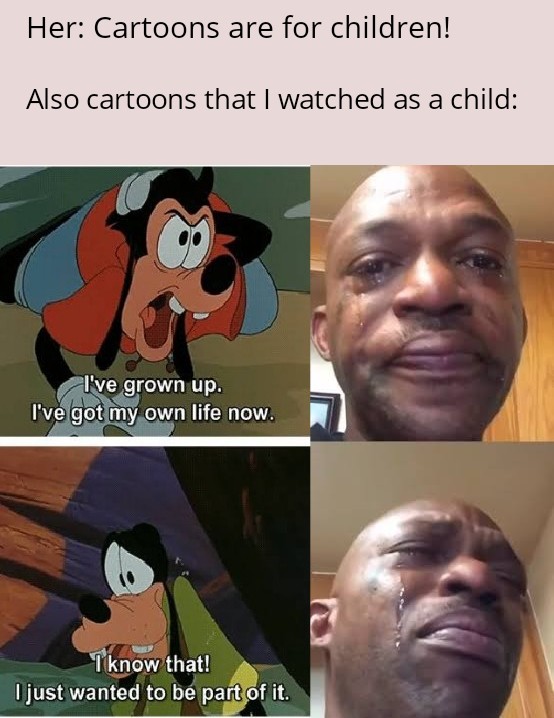 Her: Cartoons are for children!
Also cartoons that I watched as a child:
I've grown up.
I've got my own life now.
I know that!
I just wanted to be part of it.